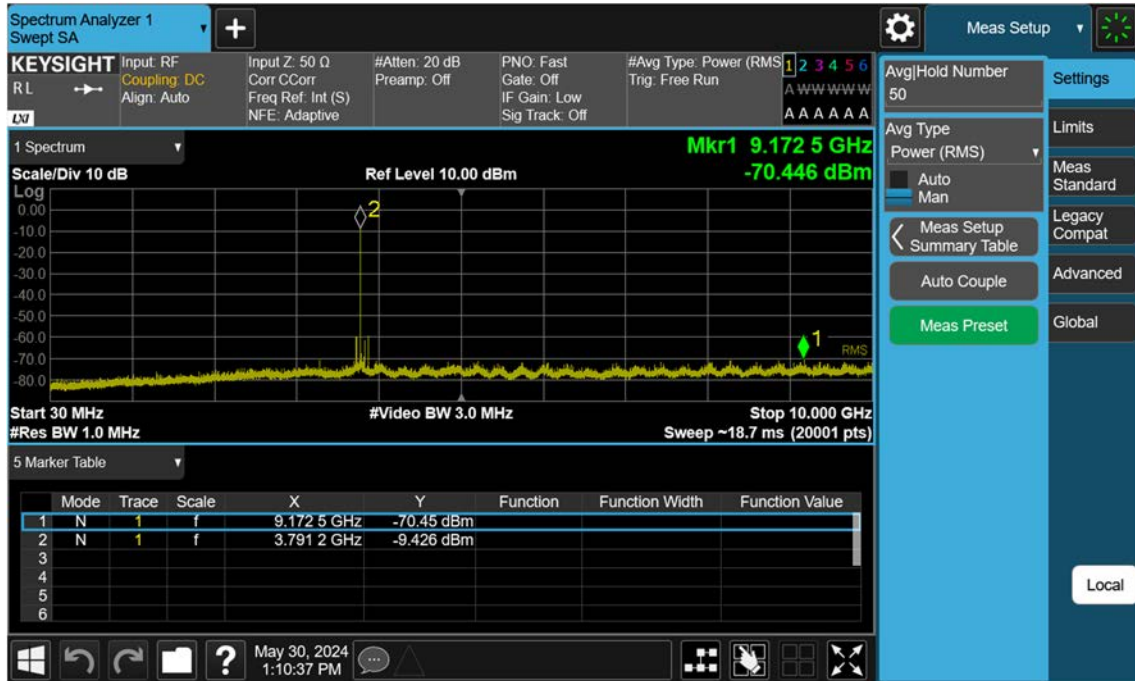 Spectrum Analyzer 1
Swept SA
Meas Setup
KEYSIGHT
R L
LXI
Input: RF
Coupling: DC
Align: Auto
Input Z: 50 Ω
Corr CCorr
Freq Ref: Int (S)
NFE: Adaptive
#Atten: 20 dB
Preamp: Off
PNO: Fast
Gate: Off
IF Gain: Low
Sig Track: Off
#Avg Type: Power (RMS
Trig: Free Run
1 2 3 4 5 6
A W W W W W
A A A A A A
1 Spectrum
Mkr1 9.172 5 GHz
Scale/Div 10 dB
Ref Level 10.00 dBm
-70.446 dBm
Log
0.00
-10.0
-20.0
-30.0
-40.0
-50.0
-60.0
-70.0
-80.0
2
1
RMS
Start 30 MHz
#Video BW 3.0 MHz
Stop 10.000 GHz
#Res BW 1.0 MHz
Sweep ~18.7 ms (20001 pts)
5 Marker Table
Mode Trace Scale X Y Function Function Width Function Value
1 N 1 f 9.172 5 GHz -70.45 dBm
2 N 1 f 3.791 2 GHz -9.426 dBm
3
4
5
6
Avg|Hold Number
50
Avg Type
Power (RMS)
Auto
Man
Meas Setup
Summary Table
Auto Couple
Meas Preset
Settings
Limits
Meas
Standard
Legacy
Compat
Advanced
Global
Local
?
May 30, 2024
1:10:37 PM